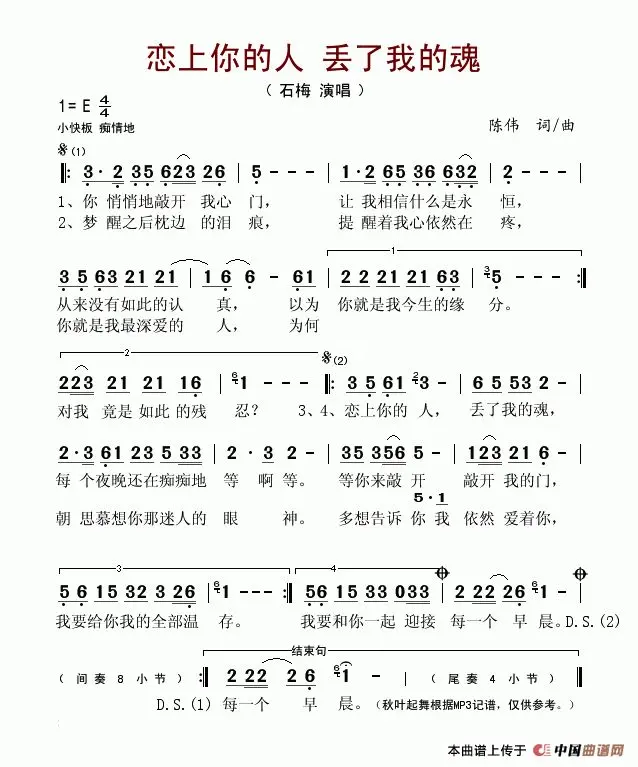 恋上你的人 丢了我的魂
( 石梅 演唱 )
1= E 4/4
小快板 痴情地
陈伟 词/曲
𝄋(1)
‖: 3· 2 35 623 26 | 5 - - - | 1·2 65 36 632 | 2 - - - |
1、你 悄悄地敲开 我心 门， 让 我相信什么是永 恒，
2、梦 醒之后枕边 的泪 痕， 提 醒着我心依然在 疼，
1
3 5 63 21 21 | 1 6 6 - 61 | 2 2 21 21 63 | 3 5 - - - :‖
从来没有如此的认 真， 以为 你就是我今生的缘 分。
你就是我最深爱的 人， 为何
2
𝄋(2)
223 21 21 16 | 6 1 - - - ‖: 3 5 61 2 3 - | 6 5 532 - |
对我 竟是 如此 的残 忍？ 3、4、恋上你的 人， 丢了我的魂，
2·3 61 23 5 33 | 2 · 3 2 - | 35 356 5 - | 123 21 6 - |
每 个夜晚还在痴痴地 等 啊 等。 等你来敲 开 敲开 我的门，
5·1
朝 思慕想你那迷人的 眼 神。 多想告诉 你 我 依然 爱着你，
3
4
5 6 15 32 3 26 | 6 1 - - - :‖ 56 15 33 033 | 2 22 26 6 1 - - - |
我要给你我的全部温 存。 我要和你一起 迎接 每一个 早 晨。D.S.(2)
结束句
( 间 奏 8 小 节 ) :‖ 2 22 2 6 | 6 1 - - - | ( 尾 奏 4 小 节 ) ‖
D.S.(1) 每一个 早 晨。(秋叶起舞根据MP3记谱，仅供参考。)
本曲谱上传于 中国曲谱网